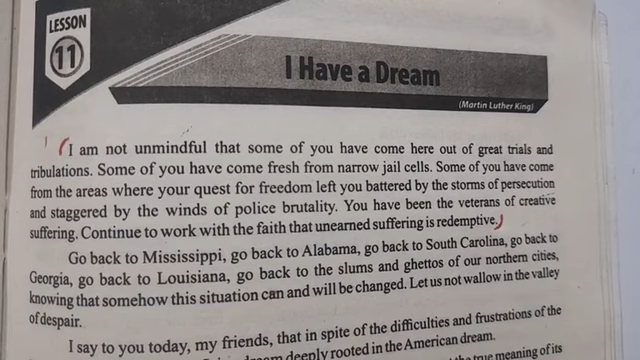 LESSON
11
I Have a Dream
(Martin Luther King)
I am not unmindful that some of you have come here out of great trials and
tribulations. Some of you have come fresh from narrow jail cells. Some of you have come
from the areas where your quest for freedom left you battered by the storms of persecution
and staggered by the winds of police brutality. You have been the veterans of creative
suffering. Continue to work with the faith that unearned suffering is redemptive.
Go back to Mississippi, go back to Alabama, go back to South Carolina, go back to
Georgia, go back to Louisiana, go back to the slums and ghettos of our northern cities,
knowing that somehow this situation can and will be changed. Let us not wallow in the valley
of despair.
I say to you today, my friends, that in spite of the difficulties and frustrations of the
deeply rooted in the American dream.
the true meaning of its